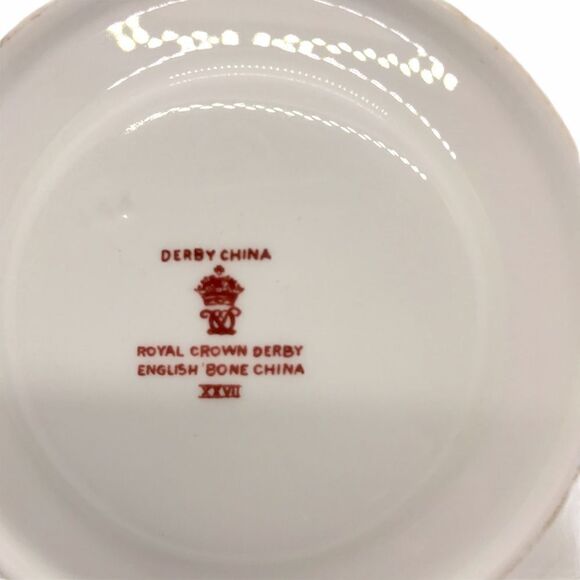 DERBY CHINA
ROYAL CROWN DERBY
ENGLISH BONE CHINA
XXVII